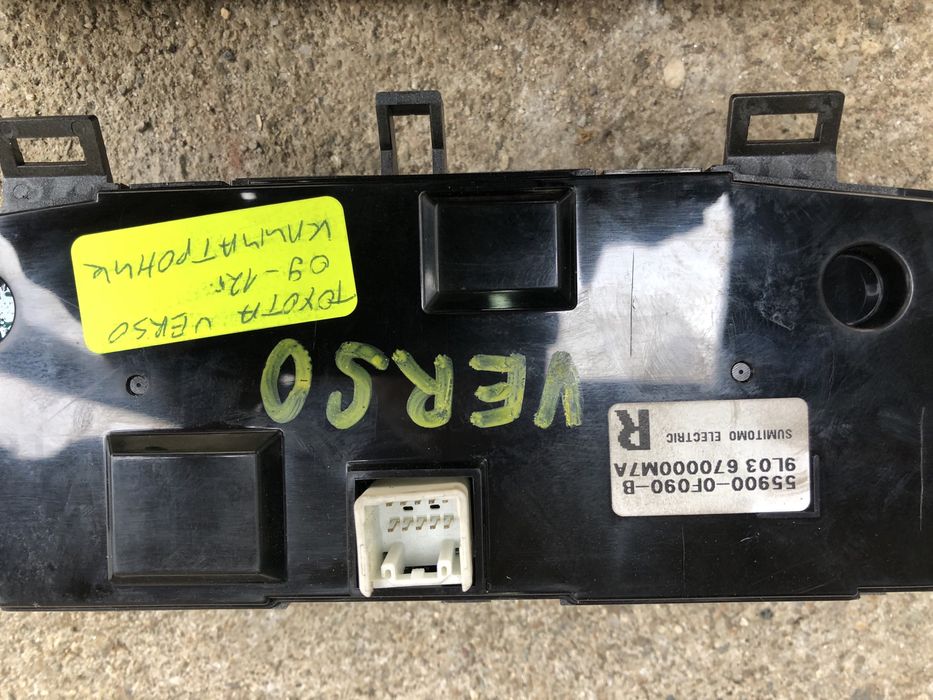 55900-0F090-B
9L03 670000M7A
SUMITOMO ELECTRIC
R
VERSO
TOYOTA VERSO
09-12г
КЛИМАТРОНИК